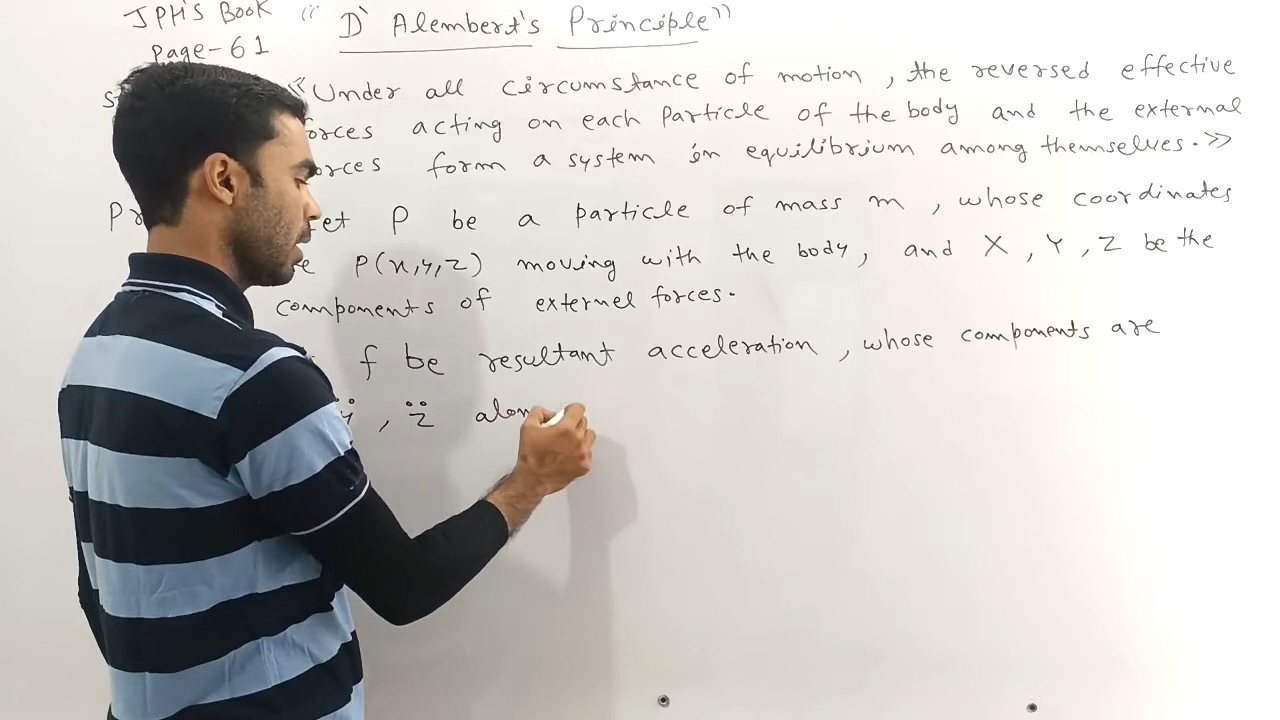 JPH'S Book " D' Alembert's Principle"
Page-61
"Under all circumstance of motion, the reversed effective
forces acting on each Particle of the body and the external
forces form a system in equilibrium among themselves."
Let P be a particle of mass m, whose coordinates
P(x,y,z) moving with the body, and X, Y, Z be the
components of externel forces.
f be resultant acceleration, whose components are
ÿ, z̈ alon